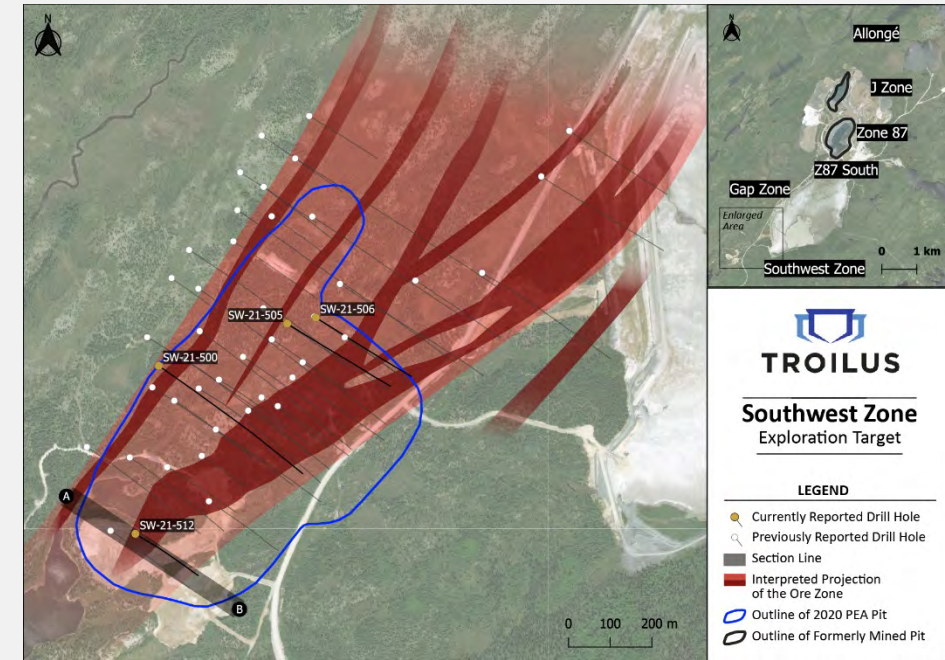 N
SW-21-505
SW-21-506
SW-21-500
A
SW-21-512
B
0 100 200 m
N
Allongé
J Zone
Zone 87
Z87 South
Gap Zone
Enlarged
Area
0 1 km
Southwest Zone
TROILUS
Southwest Zone
Exploration Target
LEGEND
Currently Reported Drill Hole
Previously Reported Drill Hole
Section Line
Interpreted Projection
of the Ore Zone
Outline of 2020 PEA Pit
Outline of Formerly Mined Pit